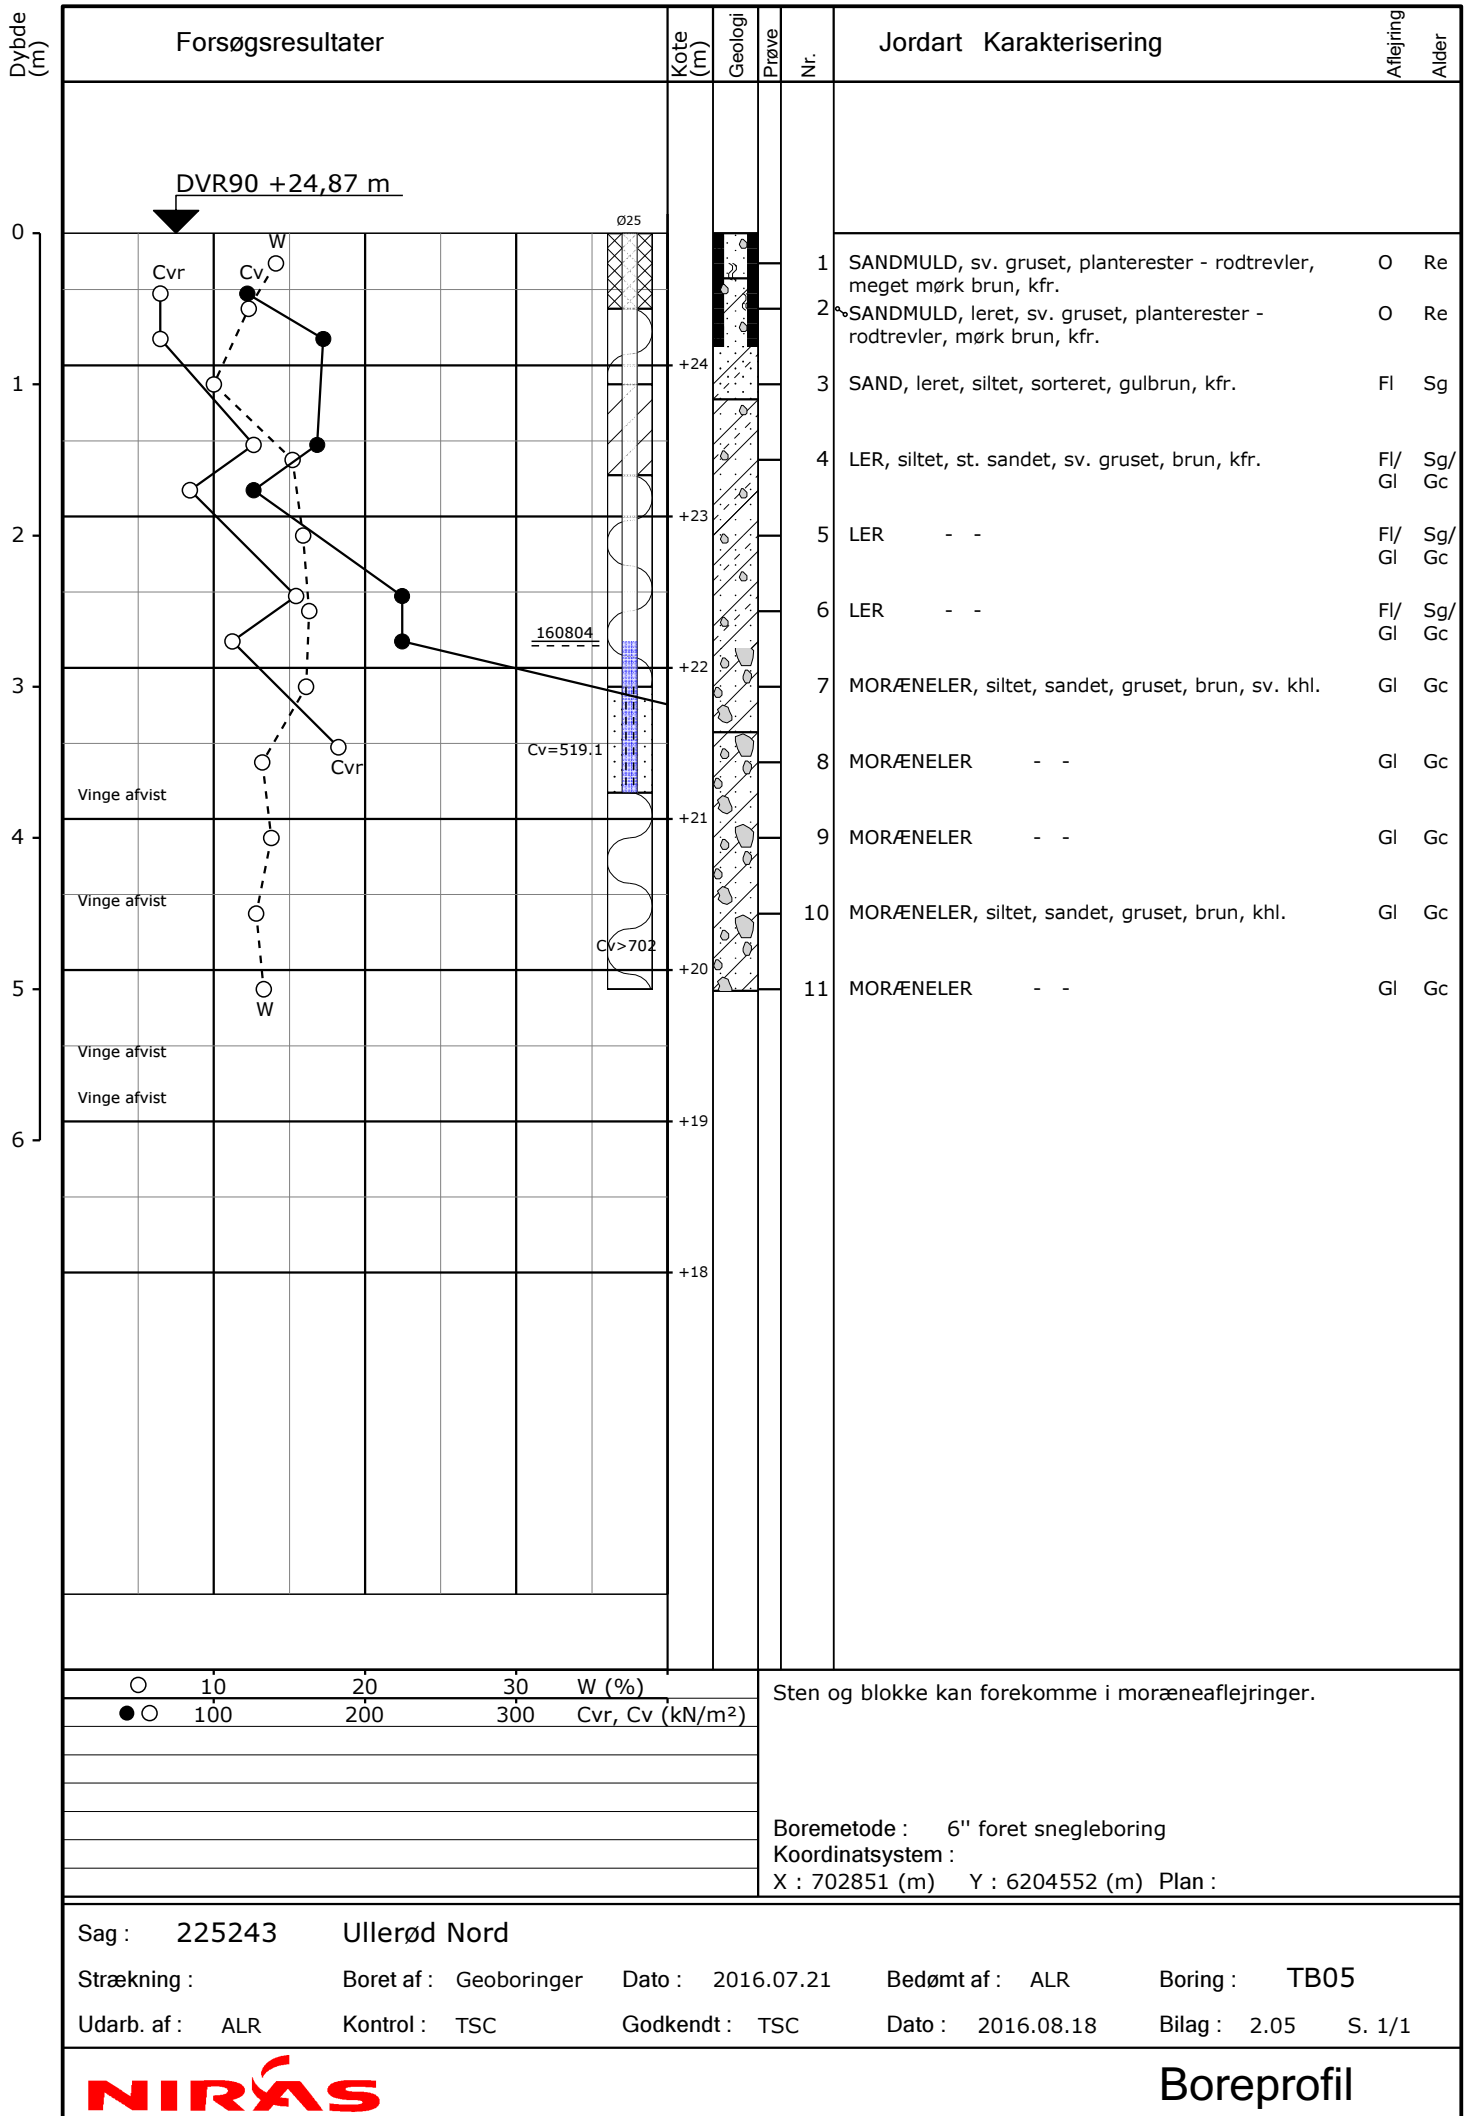 Dybde (m)
Forsøgsresultater
Kote (m)
Geologi
Prøve
Nr.
Jordart Karakterisering
Aflejring
Alder
DVR90 +24,87 m
Ø25
0
W
Cvr
Cv
1 SANDMULD, sv. gruset, planterester - rodtrevler, O Re
meget mørk brun, kfr.
2 SANDMULD, leret, sv. gruset, planterester - O Re
rodtrevler, mørk brun, kfr.
+24
1
3 SAND, leret, siltet, sorteret, gulbrun, kfr. Fl Sg
4 LER, siltet, st. sandet, sv. gruset, brun, kfr. Fl/ Sg/
Gl Gc
+23
2
5 LER - - Fl/ Sg/
Gl Gc
6 LER - - Fl/ Sg/
Gl Gc
160804
+22
3
7 MORÆNELER, siltet, sandet, gruset, brun, sv. khl. Gl Gc
Cv=519.1
Cvr
8 MORÆNELER - - Gl Gc
Vinge afvist
+21
4
9 MORÆNELER - - Gl Gc
Vinge afvist
10 MORÆNELER, siltet, sandet, gruset, brun, khl. Gl Gc
Cv>702
+20
5
11 MORÆNELER - - Gl Gc
W
Vinge afvist
Vinge afvist
+19
6
+18
10 20 30 W (%)
100 200 300 Cvr, Cv (kN/m²)
Sten og blokke kan forekomme i moræneaflejringer.
Boremetode : 6'' foret snegleboring
Koordinatsystem :
X : 702851 (m) Y : 6204552 (m) Plan :
Sag : 225243 Ullerød Nord
Strækning : Boret af : Geoboringer Dato : 2016.07.21 Bedømt af : ALR Boring : TB05
Udarb. af : ALR Kontrol : TSC Godkendt : TSC Dato : 2016.08.18 Bilag : 2.05 S. 1/1
NIRAS
Boreprofil